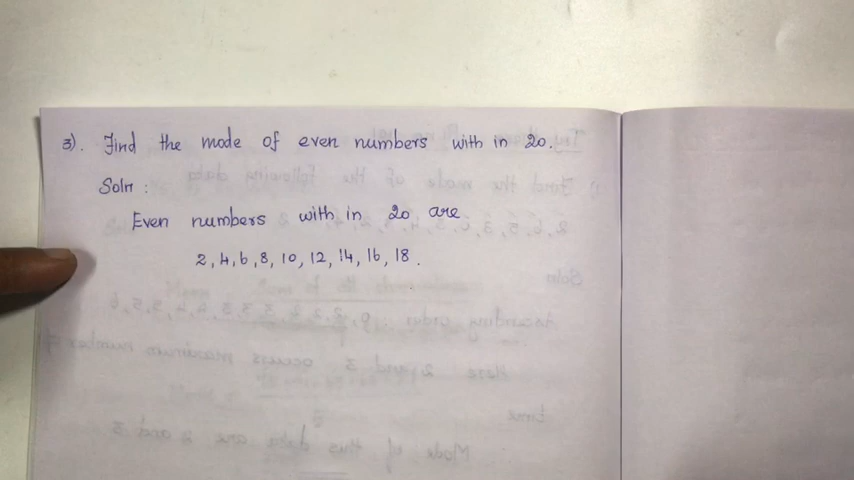 3). Find the mode of even numbers with in 20.
Soln :
Even numbers with in 20 are
2, 4, 6, 8, 10, 12, 14, 16, 18.